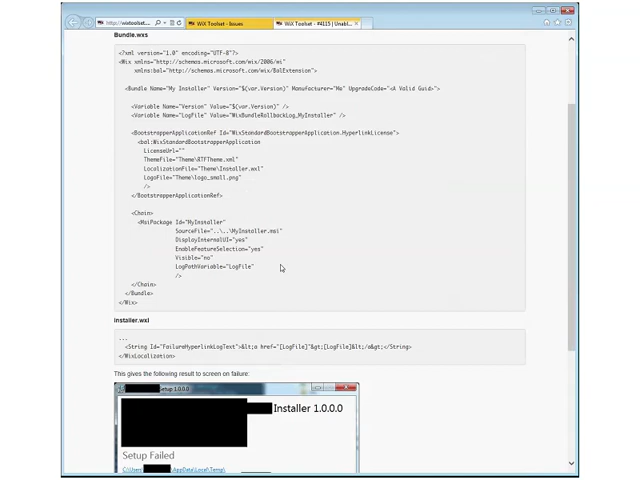 http://wixtoolset....
WiX Toolset - Issues
WiX Toolset - #4115 | Unabl...
Bundle.wxs
<?xml version="1.0" encoding="UTF-8"?>
<Wix xmlns="http://schemas.microsoft.com/wix/2006/wi"
xmlns:bal="http://schemas.microsoft.com/wix/BalExtension">
<Bundle Name="My Installer" Version="$(var.Version)" Manufacturer="Me" UpgradeCode="<A Valid Guid>">
<Variable Name="Version" Value="$(var.Version)" />
<Variable Name="LogFile" Value="WixBundleRollbackLog_MyInstaller" />
<BootstrapperApplicationRef Id="WixStandardBootstrapperApplication.HyperlinkLicense">
<bal:WixStandardBootstrapperApplication
LicenseUrl=""
ThemeFile="Theme\RTFTheme.xml"
LocalizationFile="Theme\Installer.wxl"
LogoFile="Theme\logo_small.png"
/>
</BootstrapperApplicationRef>
<Chain>
<MsiPackage Id="MyInstaller"
SourceFile="..\..\MyInstaller.msi"
DisplayInternalUI="yes"
EnableFeatureSelection="yes"
Visible="no"
LogPathVariable="LogFile"
/>
</Chain>
</Bundle>
</Wix>
installer.wxl
...
<String Id="FailureHyperlinkLogText">&lt;a href="[LogFile]"&gt;[LogFile]&lt;/a&gt;</String>
</WixLocalization>
This gives the following result to screen on failure:
Setup 1.0.0.0
Installer 1.0.0.0
Setup Failed
C:\Users\ \AppData\Local\Temp\